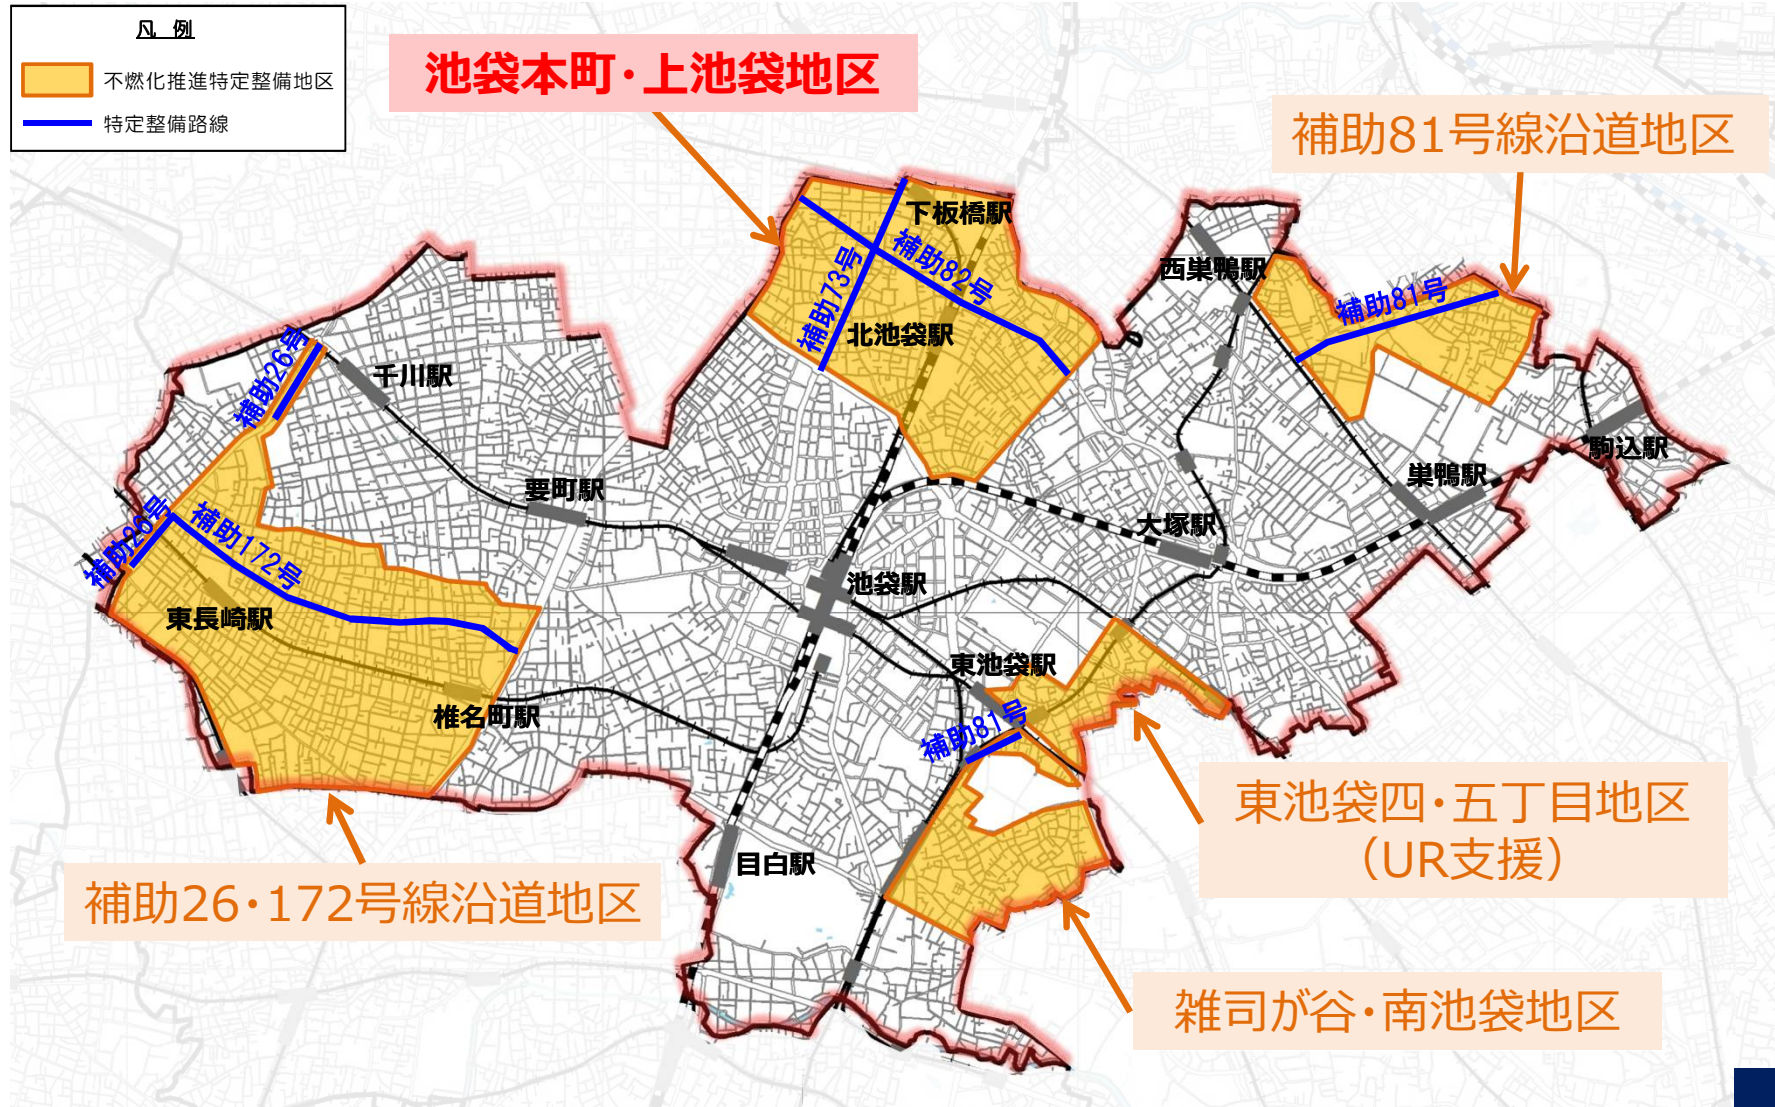 凡 例
不燃化推進特定整備地区
特定整備路線
池袋本町・上池袋地区
補助81号線沿道地区
下板橋駅
補助82号
補助73号
北池袋駅
西巣鴨駅
補助81号
補助26号
千川駅
駒込駅
巣鴨駅
要町駅
大塚駅
補助26号
補助172号
池袋駅
東長崎駅
東池袋駅
椎名町駅
補助81号
東池袋四・五丁目地区
（UR支援）
目白駅
補助26・172号線沿道地区
雑司が谷・南池袋地区